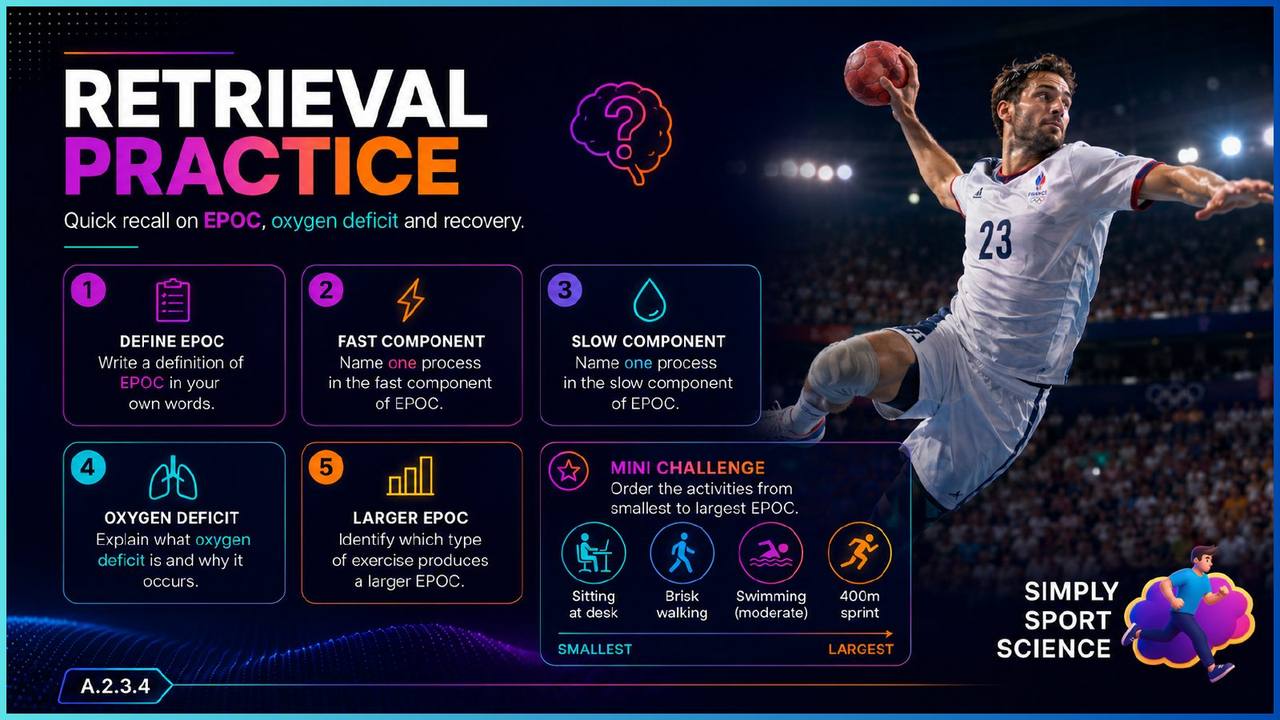 RETRIEVAL
PRACTICE
Quick recall on EPOC, oxygen deficit and recovery.
1
DEFINE EPOC
Write a definition of
EPOC in your
own words.
2
FAST COMPONENT
Name one process
in the fast component
of EPOC.
3
SLOW COMPONENT
Name one process
in the slow component
of EPOC.
4
OXYGEN DEFICIT
Explain what oxygen
deficit is and why it
occurs.
5
LARGER EPOC
Identify which type
of exercise produces
a larger EPOC.
MINI CHALLENGE
Order the activities from
smallest to largest EPOC.
Sitting
at desk
Brisk
walking
Swimming
(moderate)
400m
sprint
SMALLEST
LARGEST
23
SIMPLY
SPORT
SCIENCE
A.2.3.4